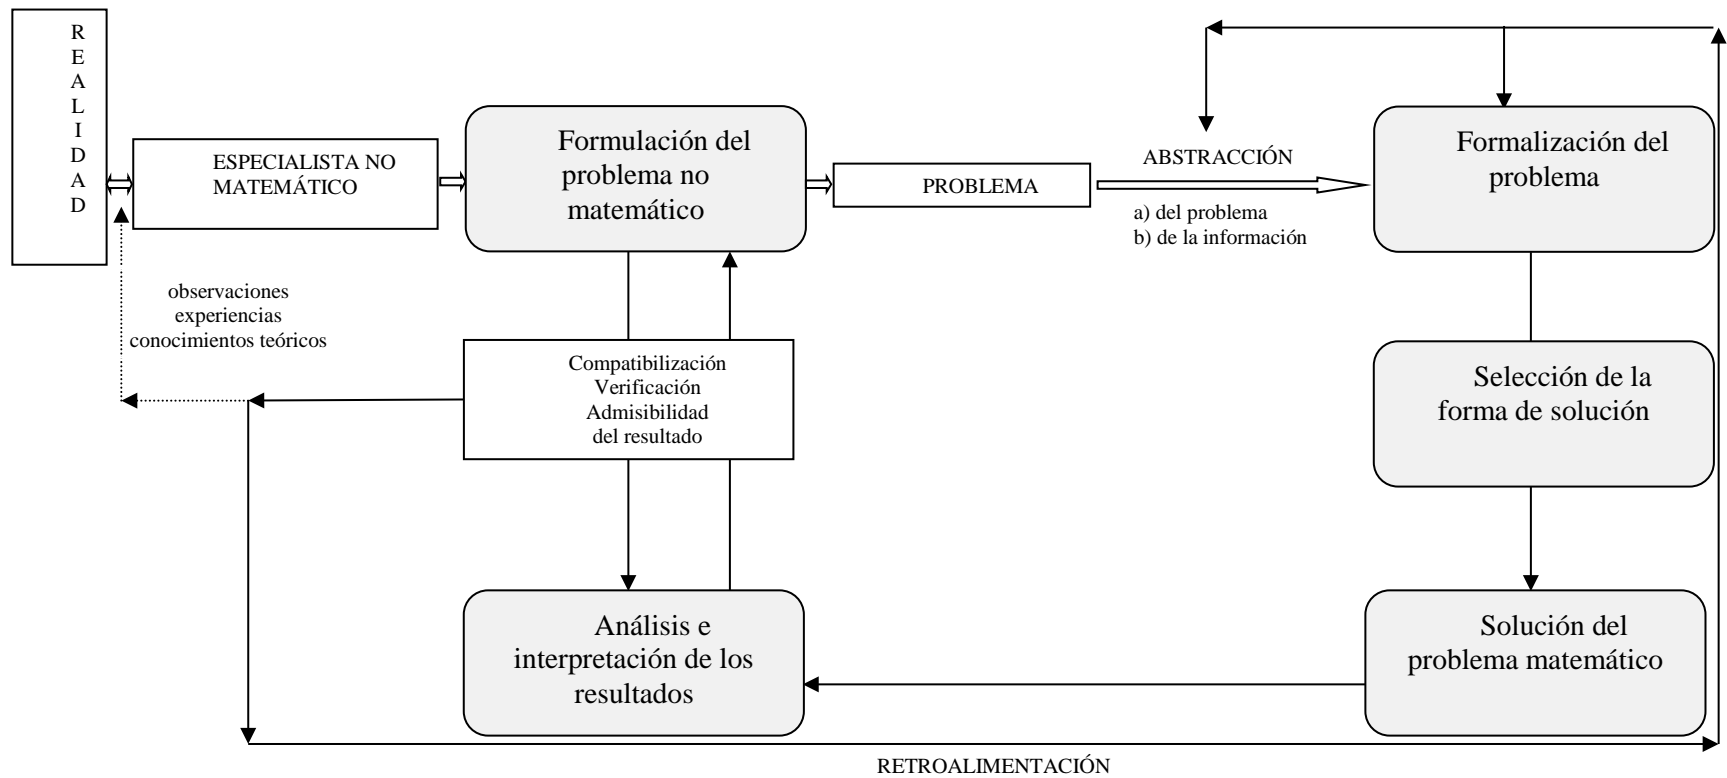 R
E
A
L
I
D
A
D
ESPECIALISTA NO
MATEMÁTICO
Formulación del
problema no
matemático
PROBLEMA
ABSTRACCIÓN
a) del problema
b) de la información
Formalización del
problema
observaciones
experiencias
conocimientos teóricos
Compatibilización
Verificación
Admisibilidad
del resultado
Selección de la
forma de solución
Análisis e
interpretación de los
resultados
Solución del
problema matemático
RETROALIMENTACIÓN